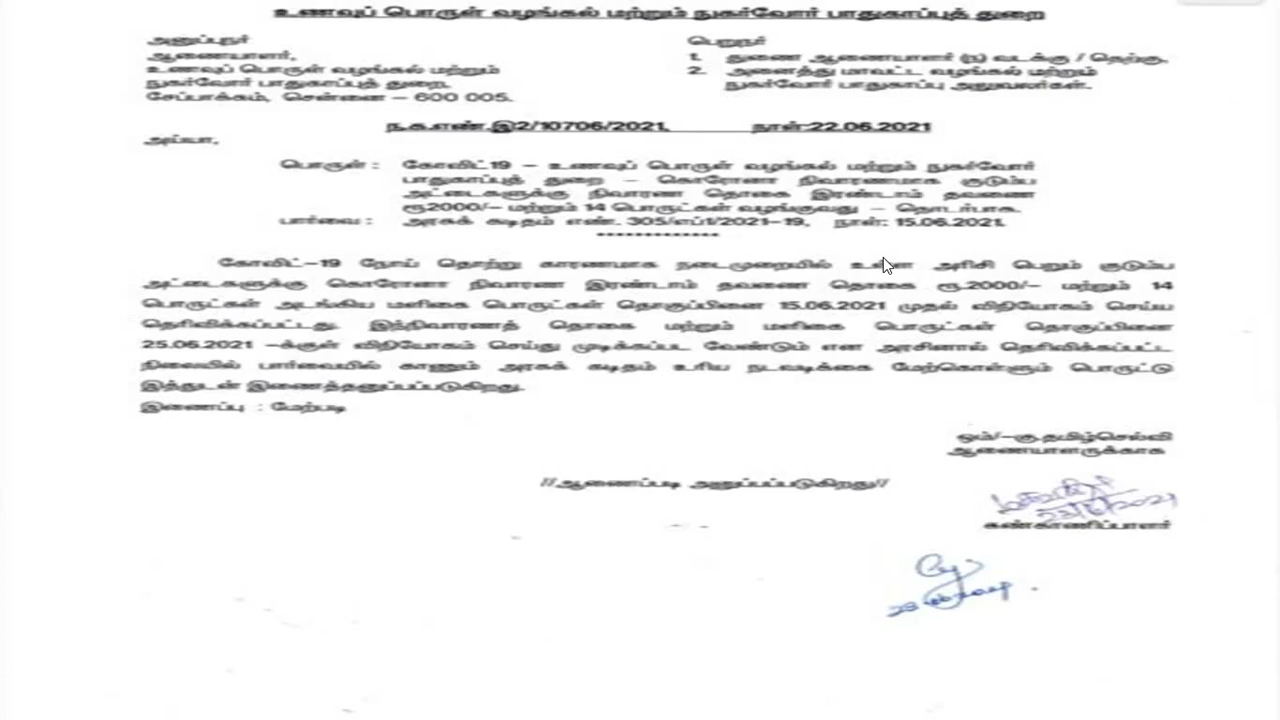 உணவுப் பொருள் வழங்கல் மற்றும் நுகர்வோர் பாதுகாப்புத் துறை
அனுப்புநர்
ஆணையாளர்,
உணவுப் பொருள் வழங்கல் மற்றும்
நுகர்வோர் பாதுகாப்புத் துறை,
சேப்பாக்கம், சென்னை – 600 005.
பெறுநர்
1. துணை ஆணையாளர் (ந) வடக்கு / தெற்கு,
2. அனைத்து மாவட்ட வழங்கல் மற்றும்
நுகர்வோர் பாதுகாப்பு அலுவலர்கள்.
ந.க.எண்.இ2/10706/2021, நாள்:22.06.2021
அய்யா,
பொருள் : கோவிட்19 – உணவுப் பொருள் வழங்கல் மற்றும் நுகர்வோர்
பாதுகாப்புத் துறை – கொரோனா நிவாரணமாக குடும்ப
அட்டைகளுக்கு நிவாரண தொகை இரண்டாம் தவணை
ரூ.2000/– மற்றும் 14 பொருட்கள் வழங்குவது – தொடர்பாக.
பார்வை : அரசுக் கடிதம் எண். 305/எப்1/2021–19, நாள்: 15.06.2021.
*************
கோவிட்–19 நோய் தொற்று காரணமாக நடைமுறையில் உள்ள அரிசி பெறும் குடும்ப
அட்டைகளுக்கு கொரோனா நிவாரண இரண்டாம் தவணை தொகை ரூ.2000/– மற்றும் 14
பொருட்கள் அடங்கிய மளிகை பொருட்கள் தொகுப்பினை 15.06.2021 முதல் விநியோகம் செய்ய
தெரிவிக்கப்பட்டது. இந்நிவாரணத் தொகை மற்றும் மளிகை பொருட்கள் தொகுப்பினை
25.06.2021 –க்குள் விநியோகம் செய்து முடிக்கப்பட வேண்டும் என அரசினால் தெரிவிக்கப்பட்ட
நிலையில் பார்வையில் காணும் அரசுக் கடிதம் உரிய நடவடிக்கை மேற்கொள்ளும் பொருட்டு
இத்துடன் இணைத்தனுப்பப்படுகிறது.
இணைப்பு : மேற்படி
ஒம்/–கு.தமிழ்செல்வி
ஆணையாளருக்காக
//ஆணைப்படி அனுப்பப்படுகிறது//
22/6/2021
கண்காணிப்பாளர்